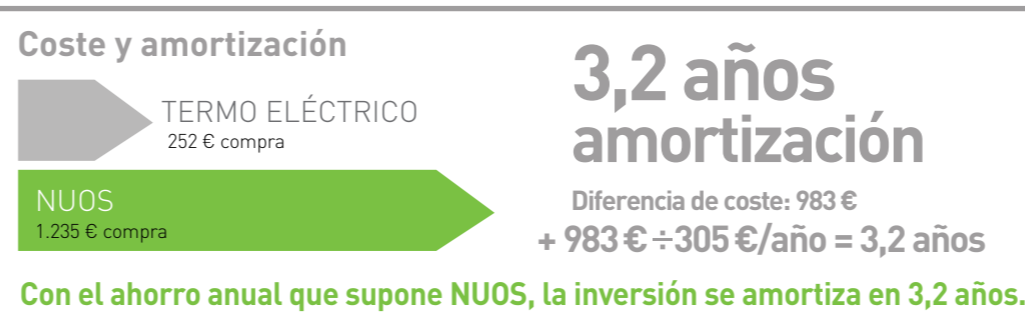 Coste y amortización
TERMO ELÉCTRICO
252 € compra
NUOS
1.235 € compra
3,2 años
amortización
Diferencia de coste: 983 €
+ 983 € ÷ 305 €/año = 3,2 años
Con el ahorro anual que supone NUOS, la inversión se amortiza en 3,2 años.